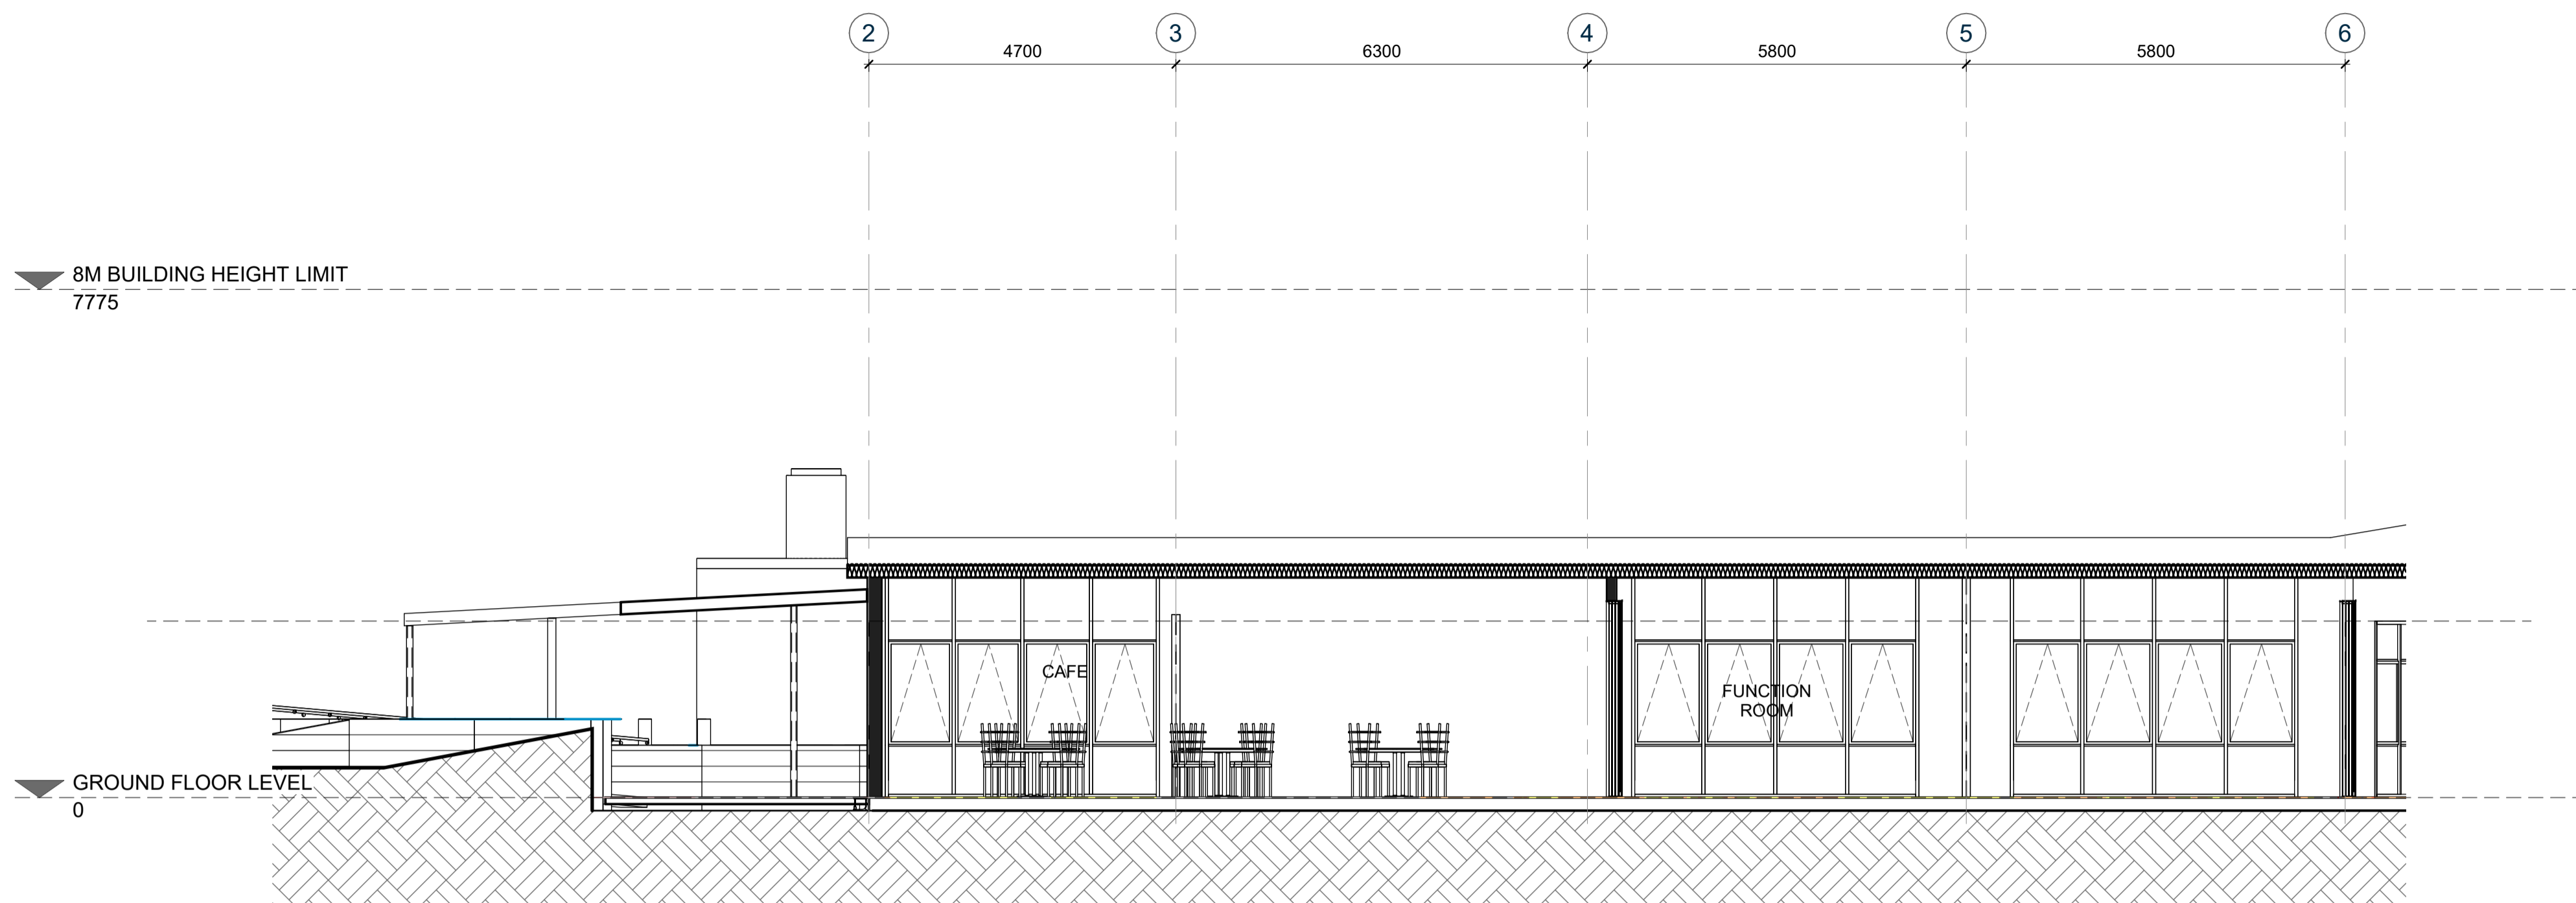 2 3 4 5 6
4700 6300 5800 5800
8M BUILDING HEIGHT LIMIT
7775
CAFE
FUNCTION
ROOM
GROUND FLOOR LEVEL
0